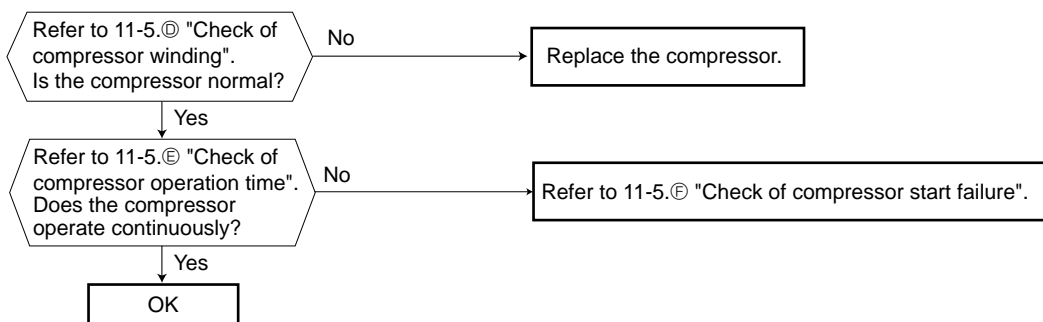 Refer to 11-5.Ⓓ "Check of
compressor winding".
Is the compressor normal?
No
Replace the compressor.
Yes
Refer to 11-5.Ⓔ "Check of
compressor operation time".
Does the compressor
operate continuously?
No
Refer to 11-5.Ⓕ "Check of compressor start failure".
Yes
OK